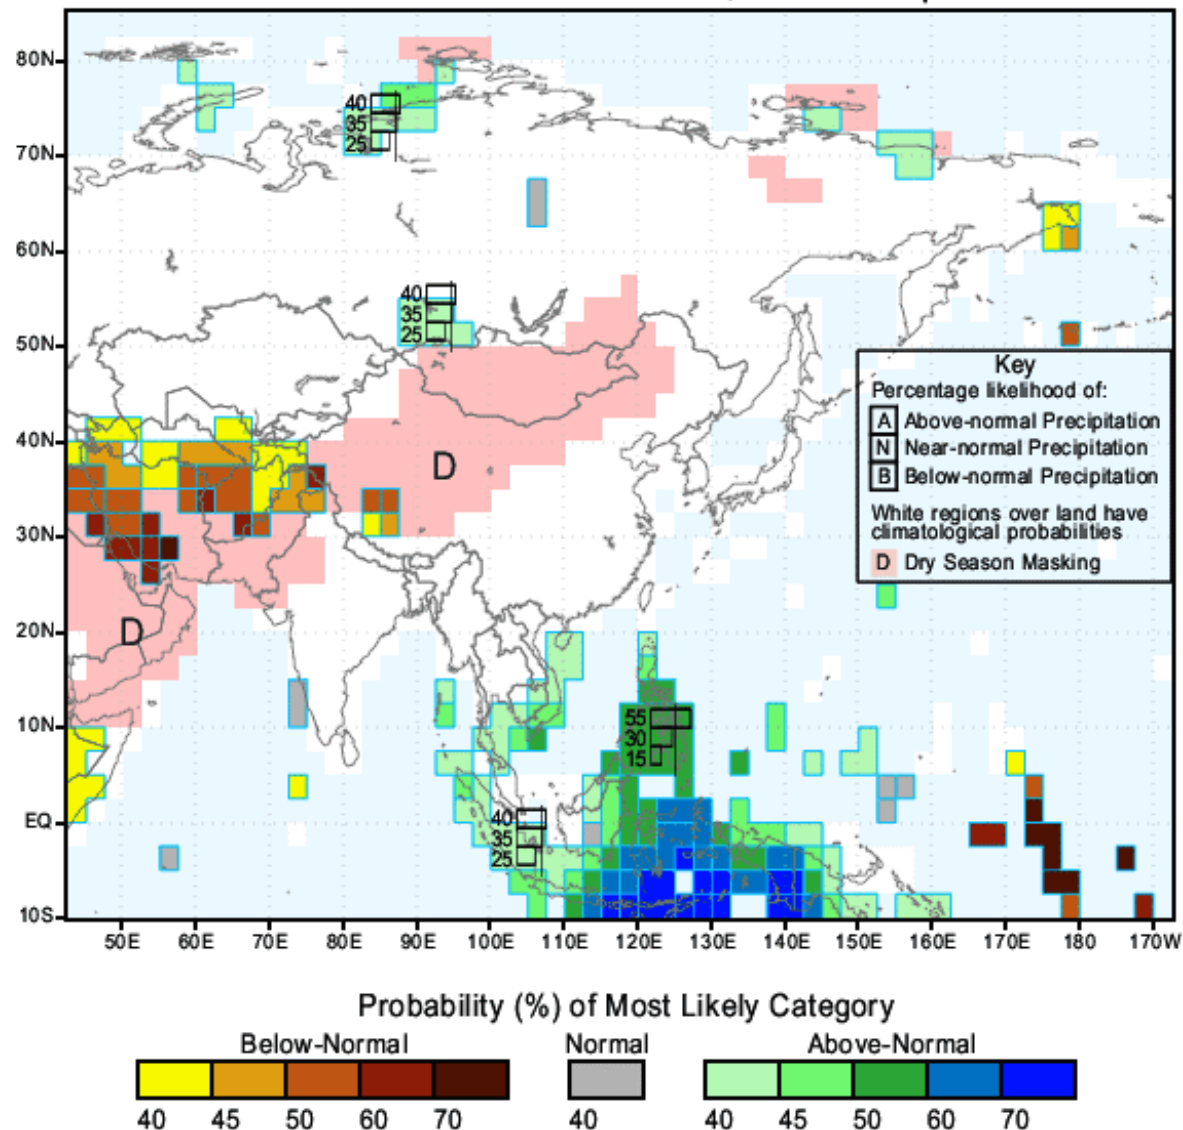 80N
70N
60N
50N
40N
30N
20N
10N
EQ
10S
40
35
25
40
35
25
D
D
55
30
15
40
35
25
Key
Percentage likelihood of:
A Above-normal Precipitation
N Near-normal Precipitation
B Below-normal Precipitation
White regions over land have
climatological probabilities
D Dry Season Masking
50E 60E 70E 80E 90E 100E 110E 120E 130E 140E 150E 160E 170E 180 170W
Probability (%) of Most Likely Category
Below-Normal Normal Above-Normal
40 45 50 60 70 40 40 45 50 60 70